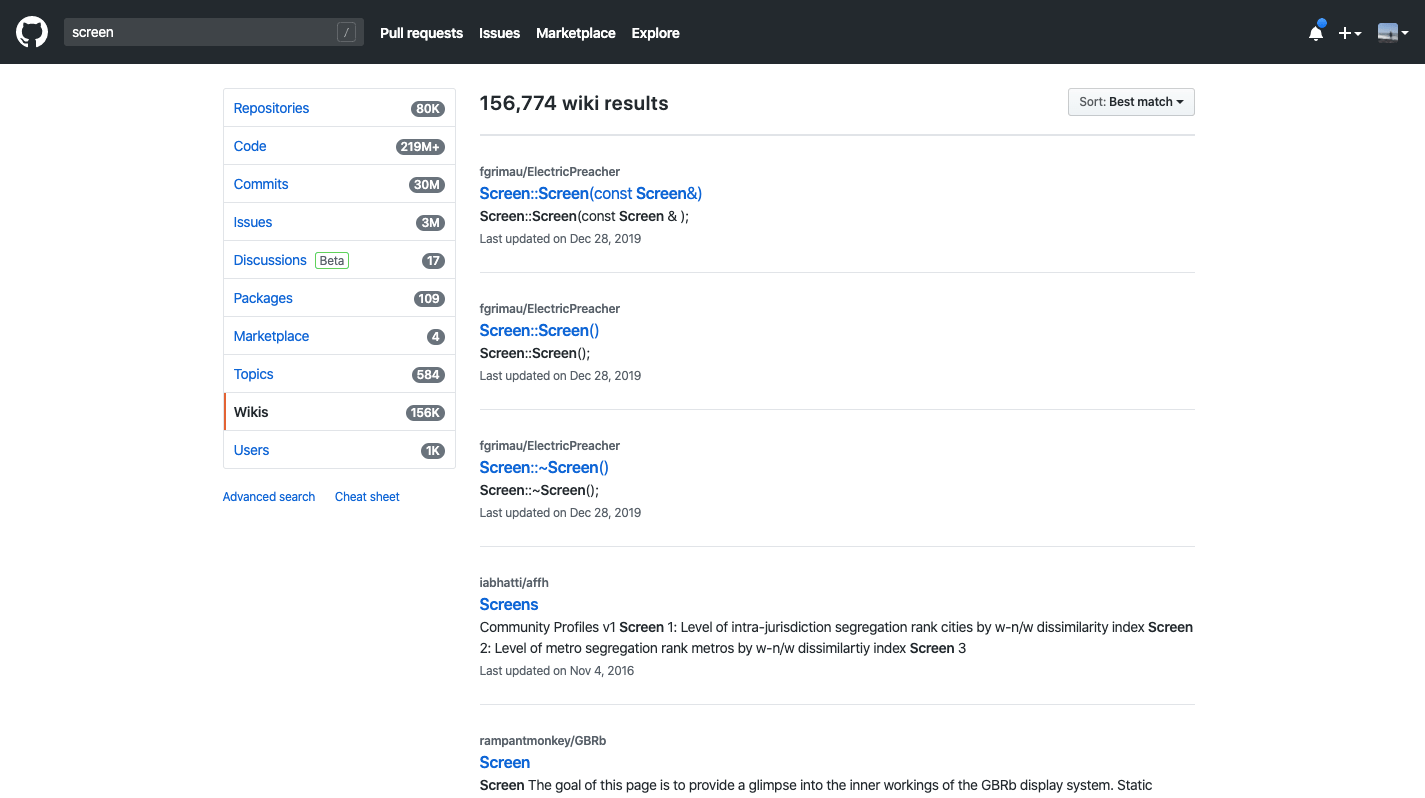 screen /
Pull requests Issues Marketplace Explore
Repositories 80K
Code 219M+
Commits 30M
Issues 3M
Discussions Beta 17
Packages 109
Marketplace 4
Topics 584
Wikis 156K
Users 1K
Advanced search Cheat sheet
156,774 wiki results
Sort: Best match
fgrimau/ElectricPreacher
Screen::Screen(const Screen&)
Screen::Screen(const Screen & );
Last updated on Dec 28, 2019
fgrimau/ElectricPreacher
Screen::Screen()
Screen::Screen();
Last updated on Dec 28, 2019
fgrimau/ElectricPreacher
Screen::~Screen()
Screen::~Screen();
Last updated on Dec 28, 2019
iabhatti/affh
Screens
Community Profiles v1 Screen 1: Level of intra-jurisdiction segregation rank cities by w-n/w dissimilarity index Screen
2: Level of metro segregation rank metros by w-n/w dissimilartiy index Screen 3
Last updated on Nov 4, 2016
rampantmonkey/GBRb
Screen
Screen The goal of this page is to provide a glimpse into the inner workings of the GBRb display system. Static